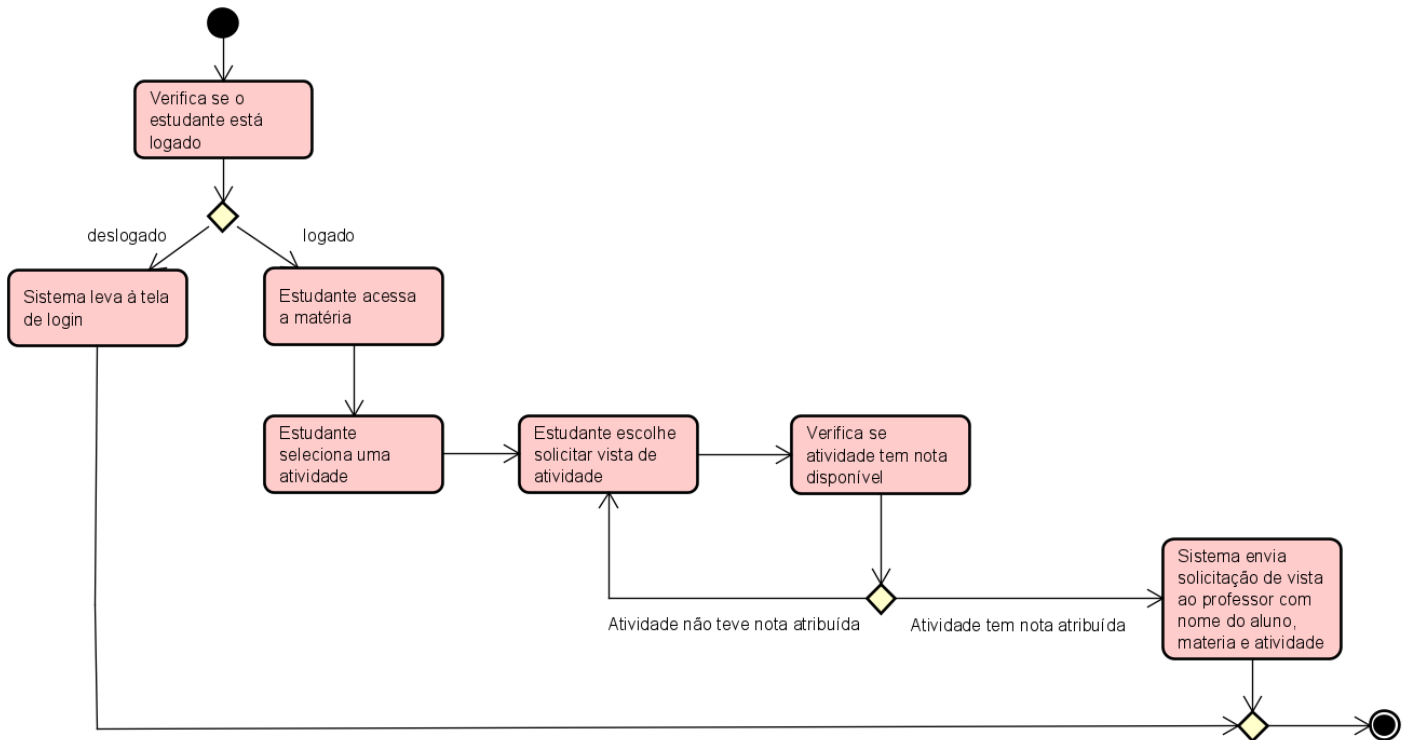 Verifica se o
estudante está
logado
deslogado
logado
Sistema leva à tela
de login
Estudante acessa
a matéria
Estudante
seleciona uma
atividade
Estudante escolhe
solicitar vista de
atividade
Verifica se
atividade tem nota
disponível
Atividade não teve nota atribuída
Atividade tem nota atribuída
Sistema envia
solicitação de vista
ao professor com
nome do aluno,
materia e atividade